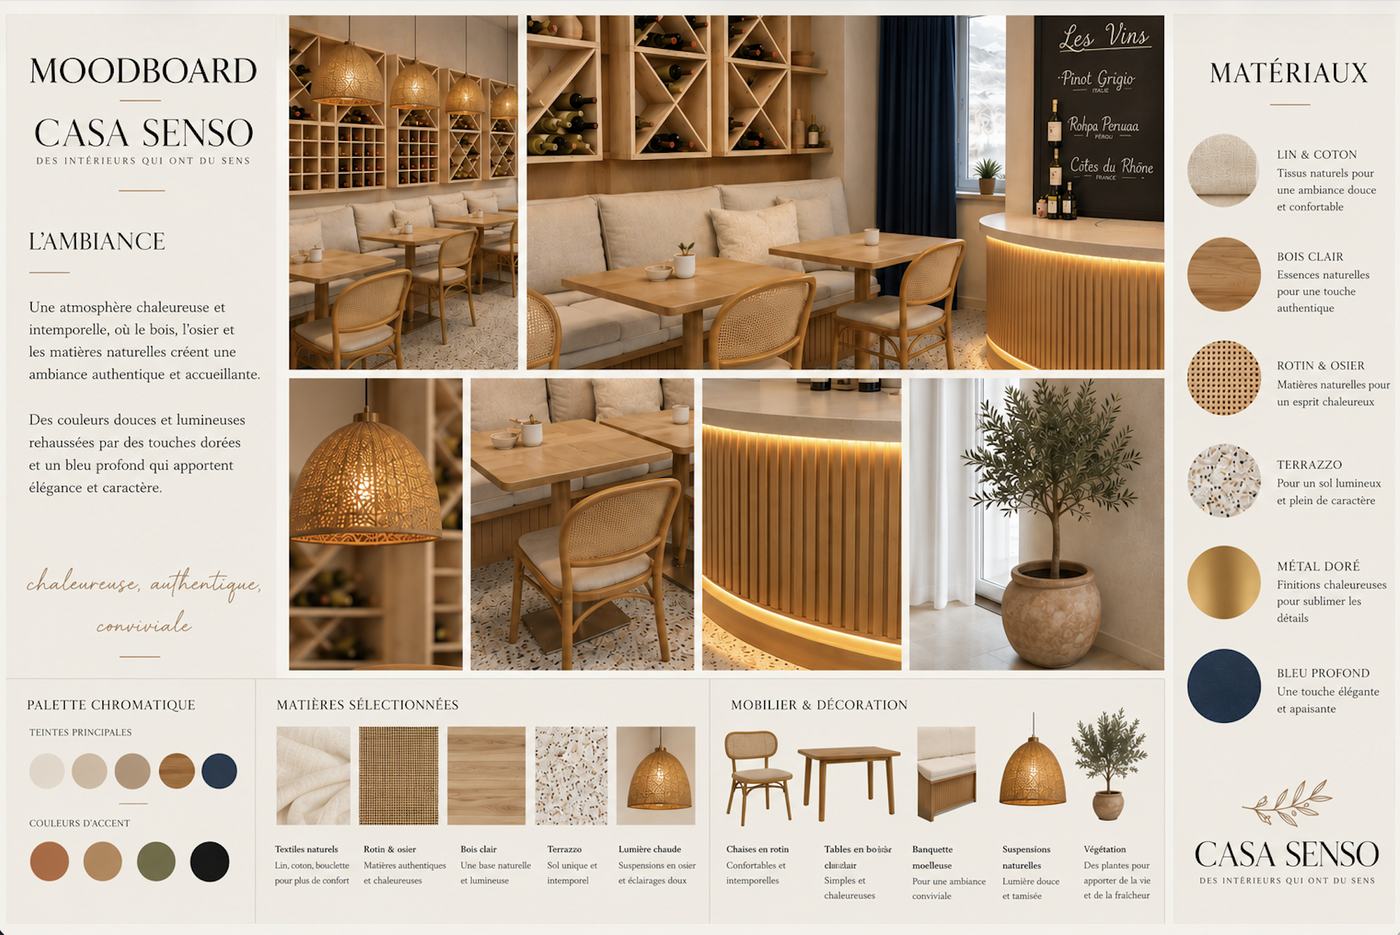 MOODBOARD
CASA SENSO
DES INTÉRIEURS QUI ONT DU SENS
L'AMBIANCE
Une atmosphère chaleureuse et
intemporelle, où le bois, l'osier et
les matières naturelles créent une
ambiance authentique et accueillante.
Des couleurs douces et lumineuses
rehaussées par des touches dorées
et un bleu profond qui apportent
élégance et caractère.
chaleureuse, authentique,
conviviale
Les Vins
Pinot Grigio
ITALIE
Rohpa Peruaa
PÉROU
Côtes du Rhône
FRANCE
MATÉRIAUX
LIN & COTON
Tissus naturels pour
une ambiance douce
et confortable
BOIS CLAIR
Essences naturelles
pour une touche
authentique
ROTIN & OSIER
Matières naturelles pour
un esprit chaleureux
TERRAZZO
Pour un sol lumineux
et plein de caractère
MÉTAL DORÉ
Finitions chaleureuses
pour sublimer les
détails
BLEU PROFOND
Une touche élégante
et apaisante
CASA SENSO
DES INTÉRIEURS QUI ONT DU SENS
PALETTE CHROMATIQUE
TEINTES PRINCIPALES
COULEURS D'ACCENT
MATIÈRES SÉLECTIONNÉES
Textiles naturels
Lin, coton, bouclette
pour plus de confort
Rotin & osier
Matières authentiques
et chaleureuses
Bois clair
Une base naturelle
et lumineuse
Terrazzo
Sol unique et
intemporel
Lumière chaude
Suspensions en osier
et éclairages doux
MOBILIER & DÉCORATION
Chaises en rotin
Confortables et
intemporelles
Tables en
Simples et
chaleureuses
Banquette
moelleuse
Pour une ambiance
conviviale
Suspensions
naturelles
Lumière douce
et tamisée
Végétation
Des plantes pour
apporter de la vie
et de la fraîcheur